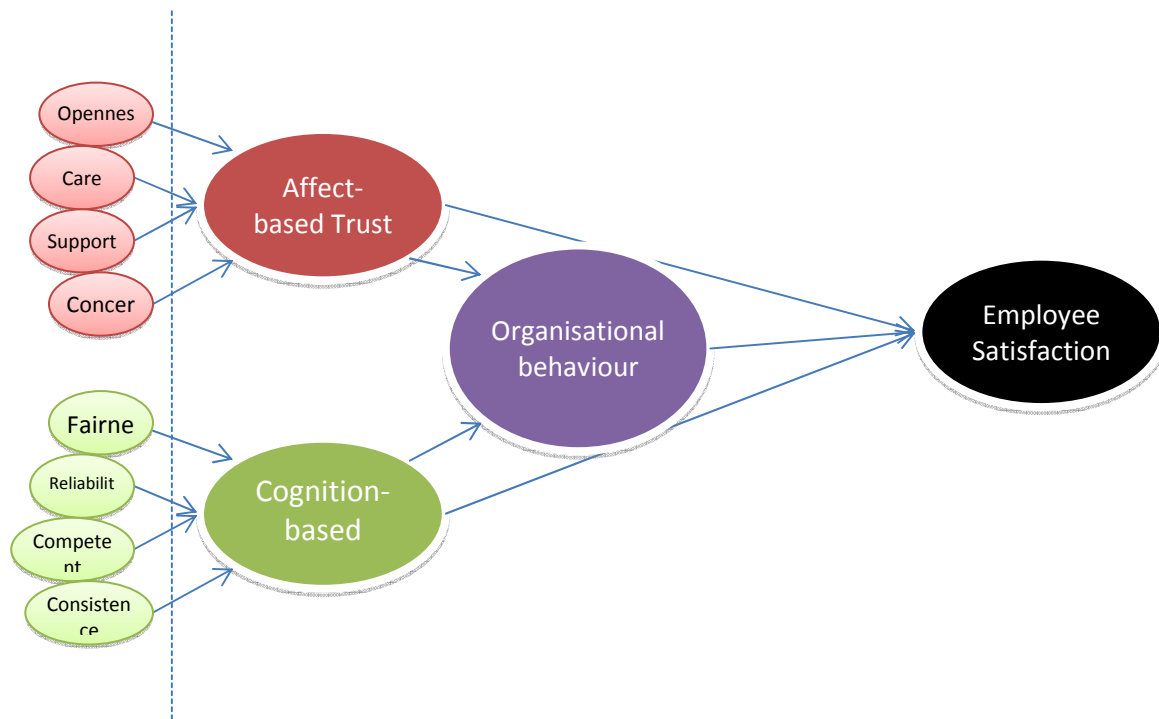 Opennes
Care
Support
Concer
Affect-
based Trust
Organisational
behaviour
Employee
Satisfaction
Fairne
Reliabilit
Compete
nt
Consisten
ce
Cognition-
based